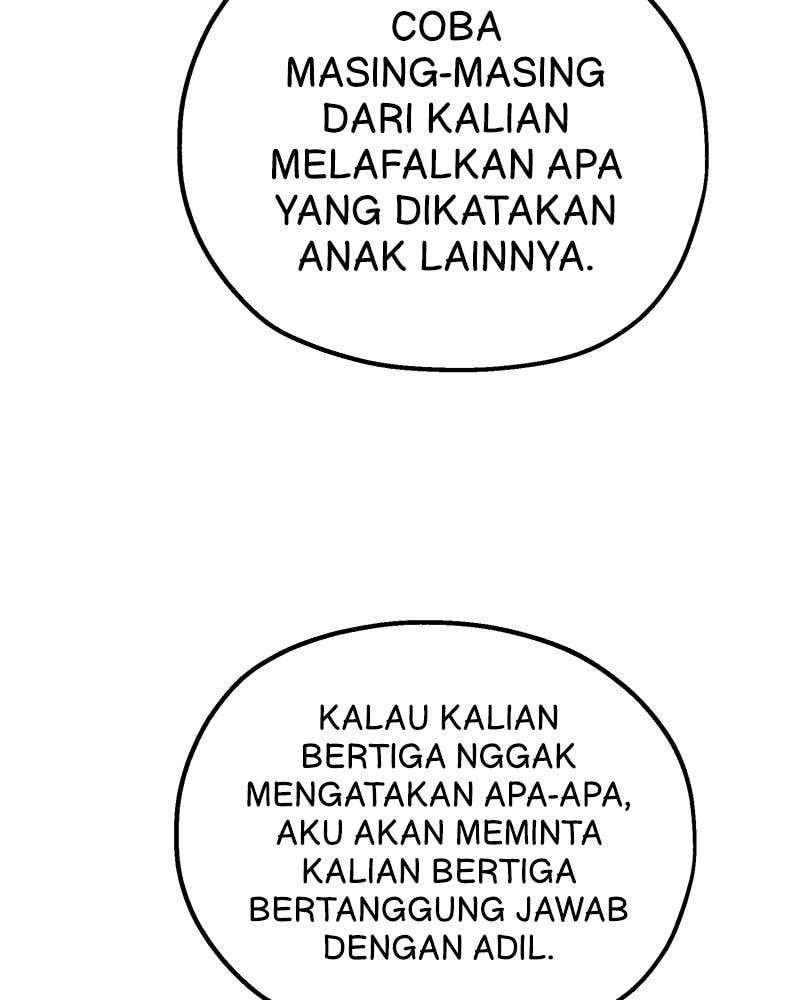 COBA
MASING-MASING
DARI KALIAN
MELAFALKAN APA
YANG DIKATAKAN
ANAK LAINNYA.
KALAU KALIAN
BERTIGA NGGAK
MENGATAKAN APA-APA,
AKU AKAN MEMINTA
KALIAN BERTIGA
BERTANGGUNG JAWAB
DENGAN ADIL.